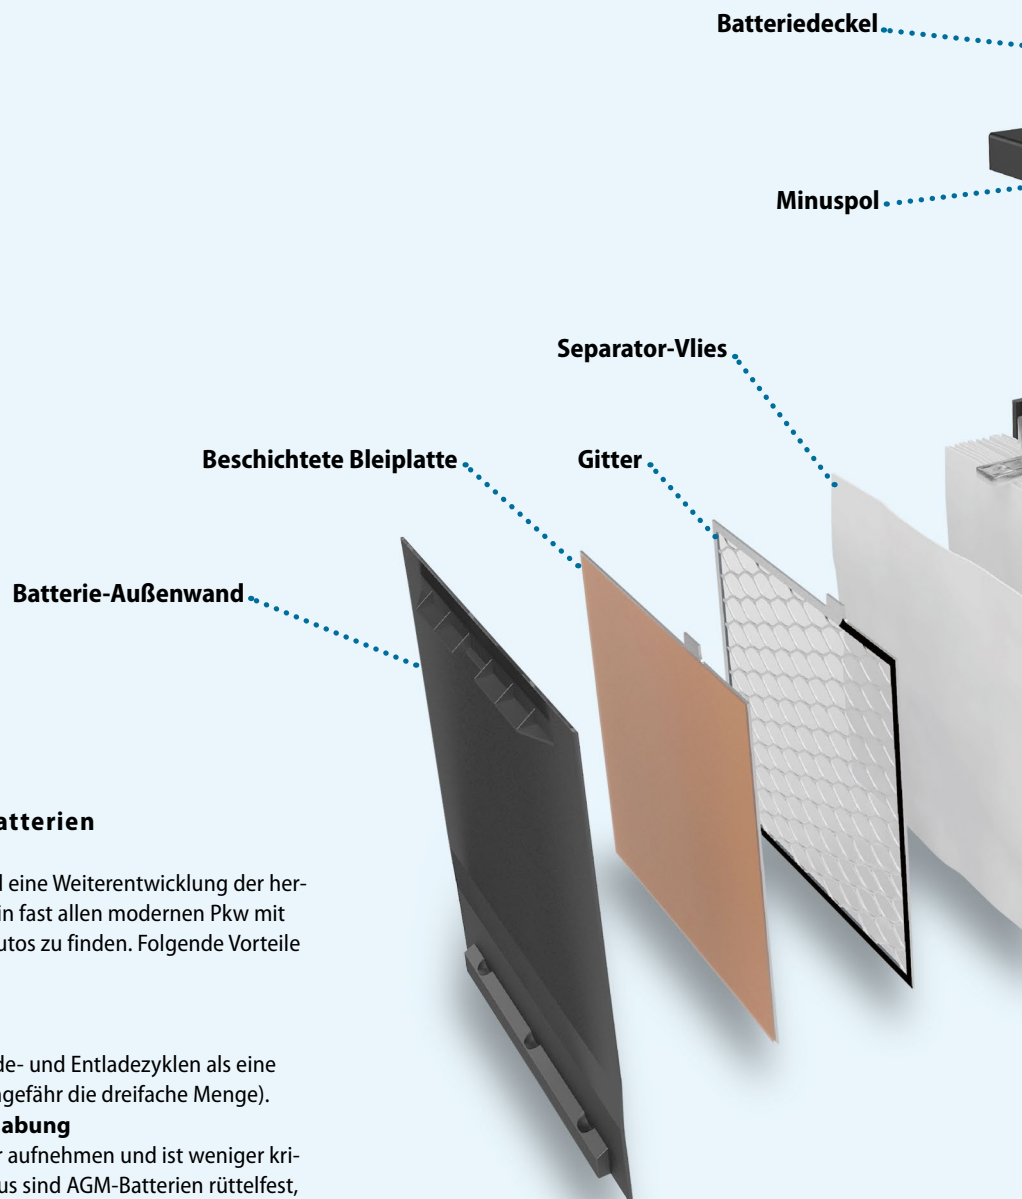 Batteriedeckel
Minuspol
Separator-Vlies
Beschichtete Bleiplatte
Gitter
Batterie-Außenwand
atterien
eine Weiterentwicklung der her-
in fast allen modernen Pkw mit
utos zu finden. Folgende Vorteile
de- und Entladezyklen als eine
gefähr die dreifache Menge).
abung
r aufnehmen und ist weniger kri-
us sind AGM-Batterien rüttelfest,